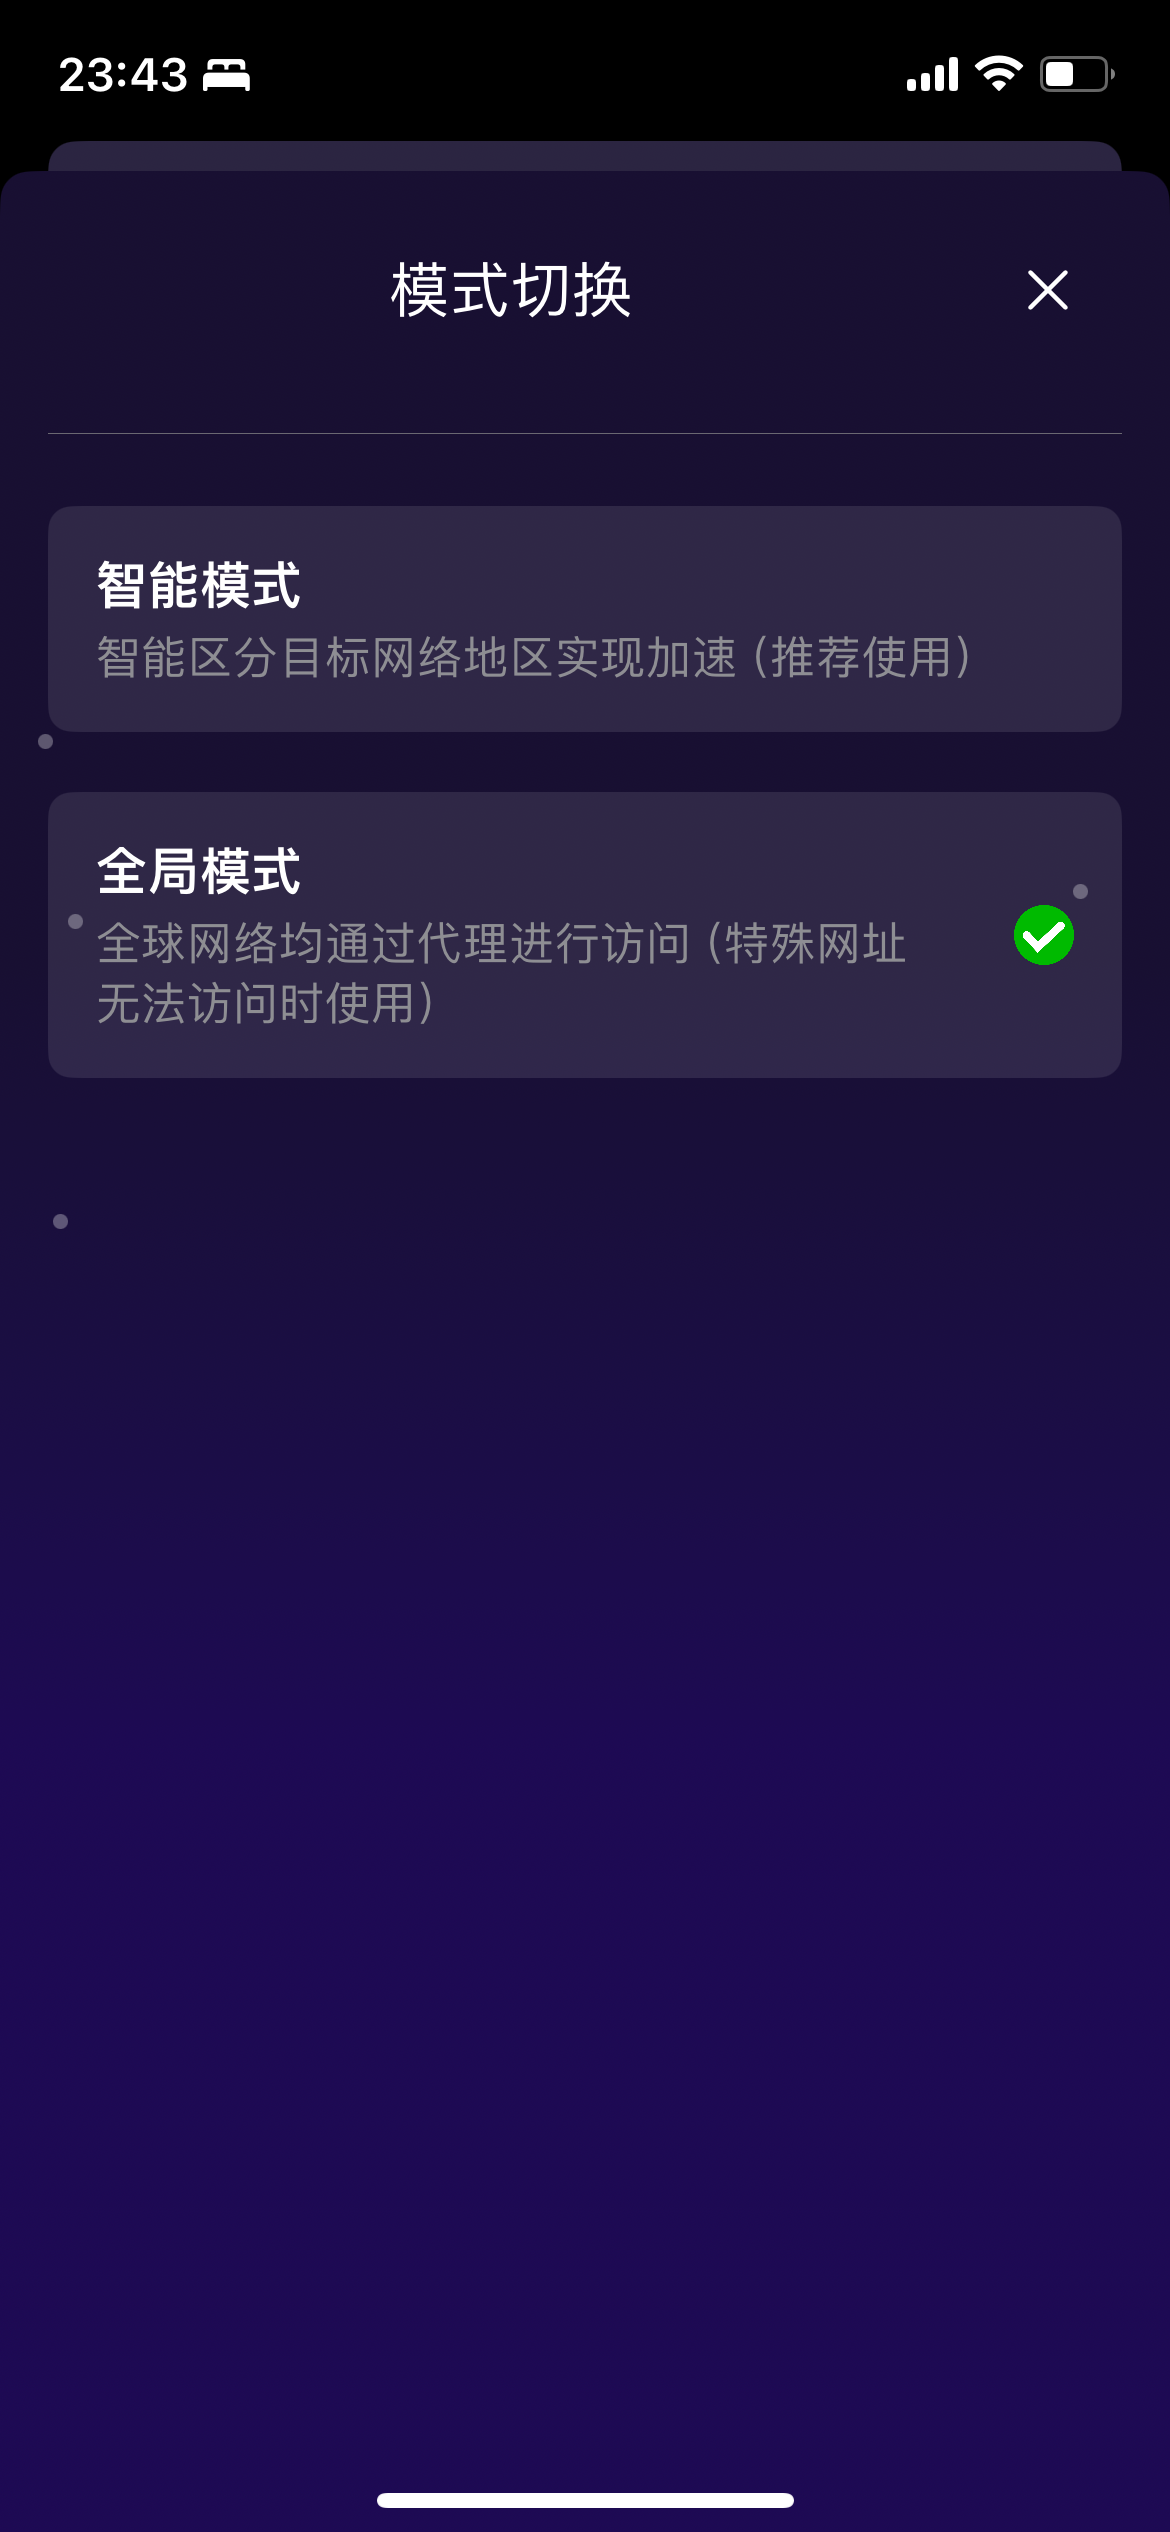 23:43
模式切换
智能模式
智能区分目标网络地区实现加速 (推荐使用)
全局模式
全球网络均通过代理进行访问 (特殊网址
无法访问时使用)